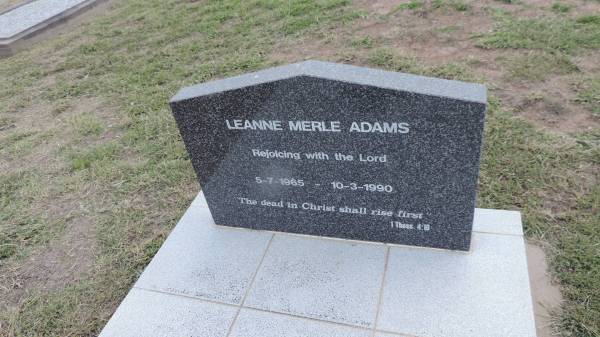 LEANNE MERLE ADAMS
Rejoicing with the Lord
5-7-1965 - 10-3-1990
The dead in Christ shall rise first
1 Thess. 4:16